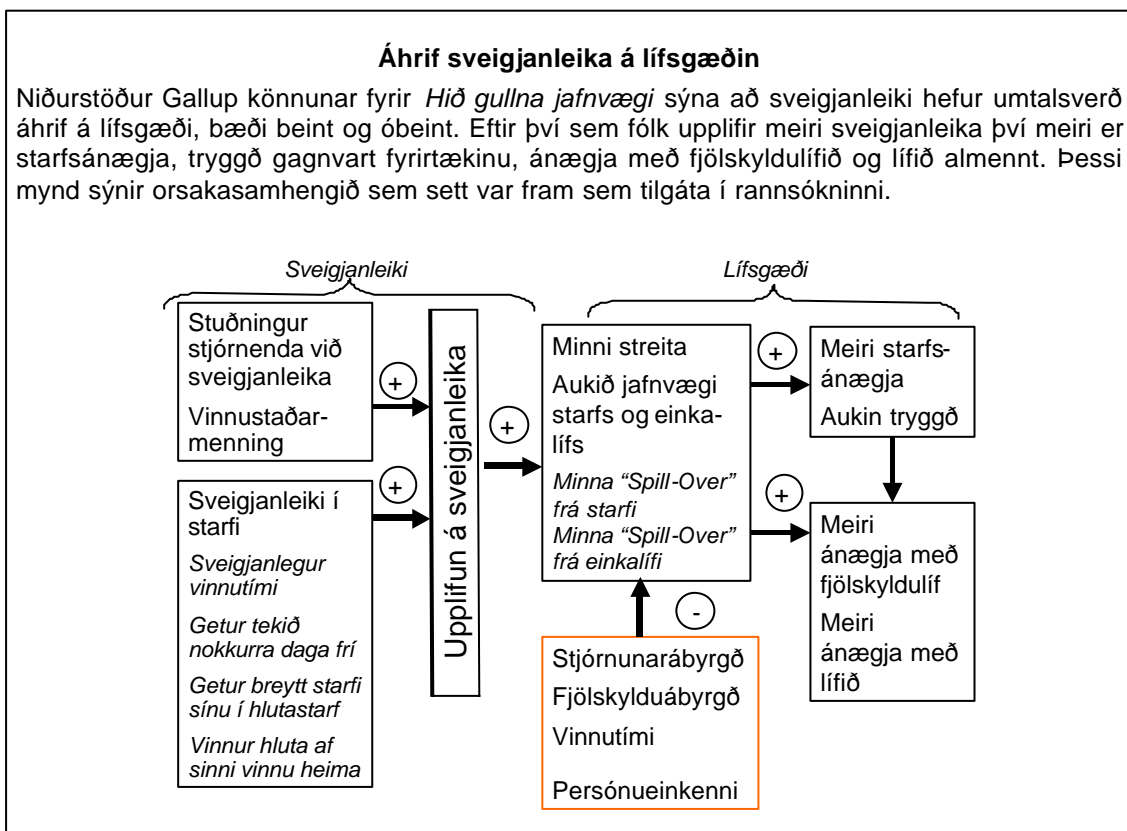 Áhrif sveigjanleika á lífsgæðin
Niðurstöður Gallup könnunar fyrir Hið gullna jafnvægi sýna að sveigjanleiki hefur umtalsverð
áhrif á lífsgæði, bæði beint og óbeint. Eftir því sem fólk upplifir meiri sveigjanleika því meiri er
starfsánægja, tryggð gagnvart fyrirtækinu, ánægja með fjölskyldulífið og lífið almennt. Þessi
mynd sýnir orsakasamhengið sem sett var fram sem tilgáta í rannsókninni.
Sveigjanleiki
Lífsgæði
Stuðningur
stjórnenda við
sveigjanleika
Vinnustaðar-
menning
+
Sveigjanleiki í
starfi
Sveigjanlegur
vinnutími
Getur tekið
nokkurra daga frí
Getur breytt starfi
sínu í hlutastarf
Vinnur hluta af
sinni vinnu heima
+
Upplifun á sveigjanleika
+
Minni streita
Aukið jafnvægi
starfs og einka-
lífs
Minna “Spill-Over”
frá starfi
Minna “Spill-Over”
frá einkalífi
+
+
-
Stjórnunarábyrgð
Fjölskylduábyrgð
Vinnutími
Persónueinkenni
Meiri starfs-
ánægja
Aukin tryggð
Meiri
ánægja með
fjölskyldulíf
Meiri
ánægja með
lífið